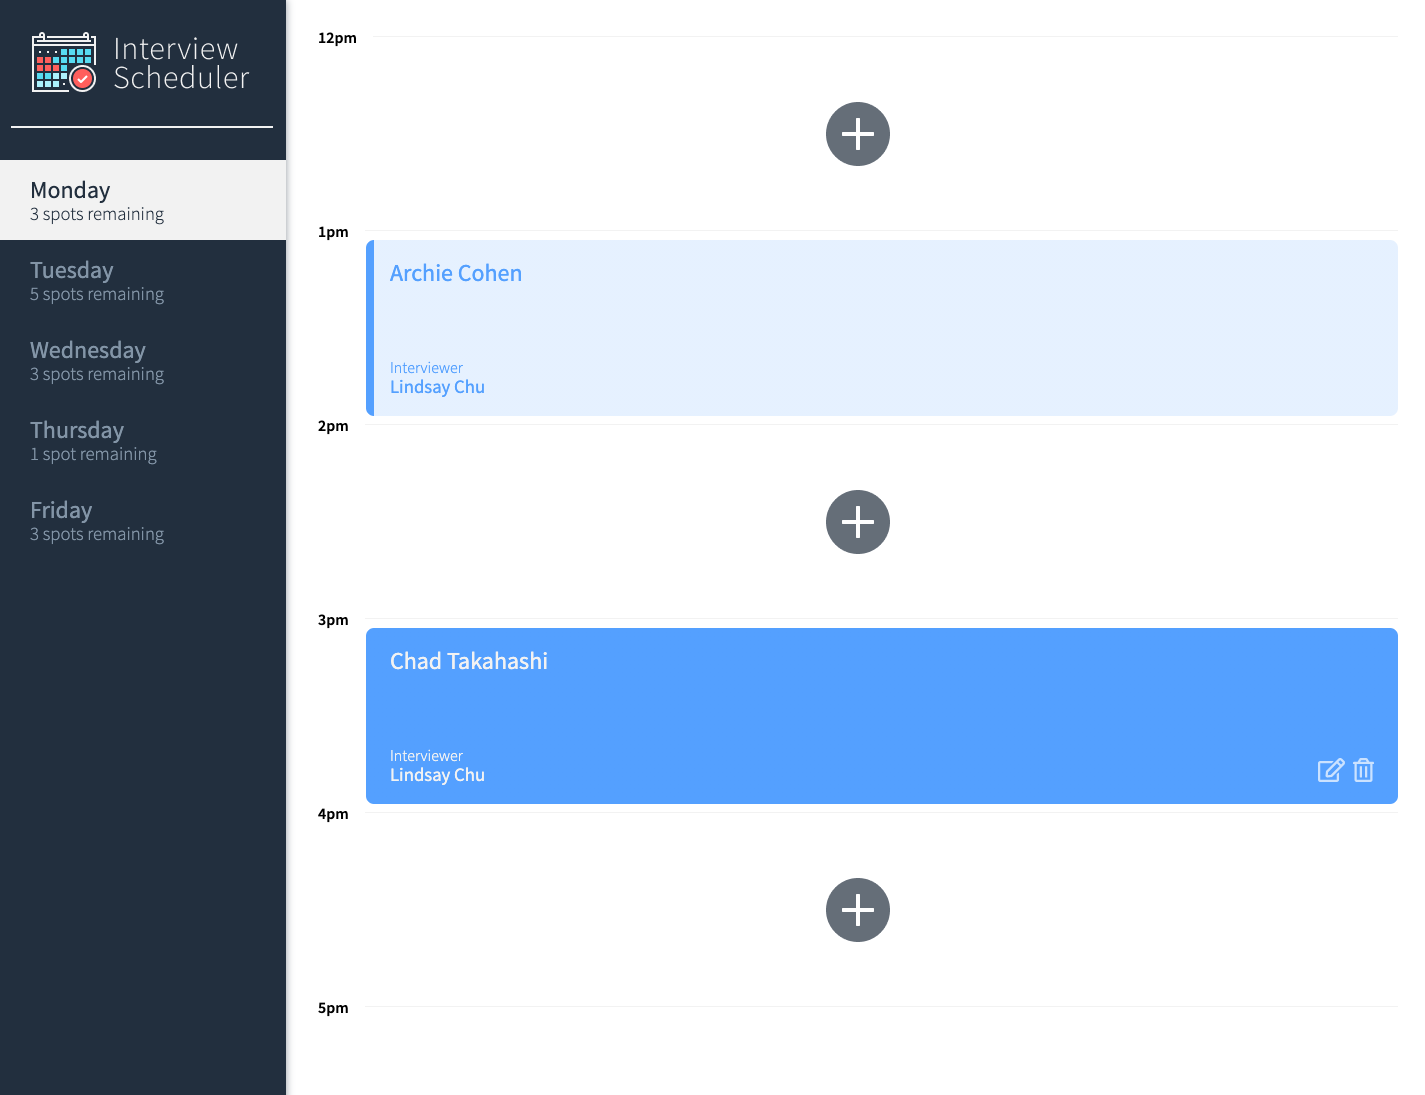 Interview
Scheduler
Monday
3 spots remaining
Tuesday
5 spots remaining
Wednesday
3 spots remaining
Thursday
1 spot remaining
Friday
3 spots remaining
12pm
1pm
Archie Cohen
Interviewer
Lindsay Chu
2pm
3pm
Chad Takahashi
Interviewer
Lindsay Chu
4pm
5pm